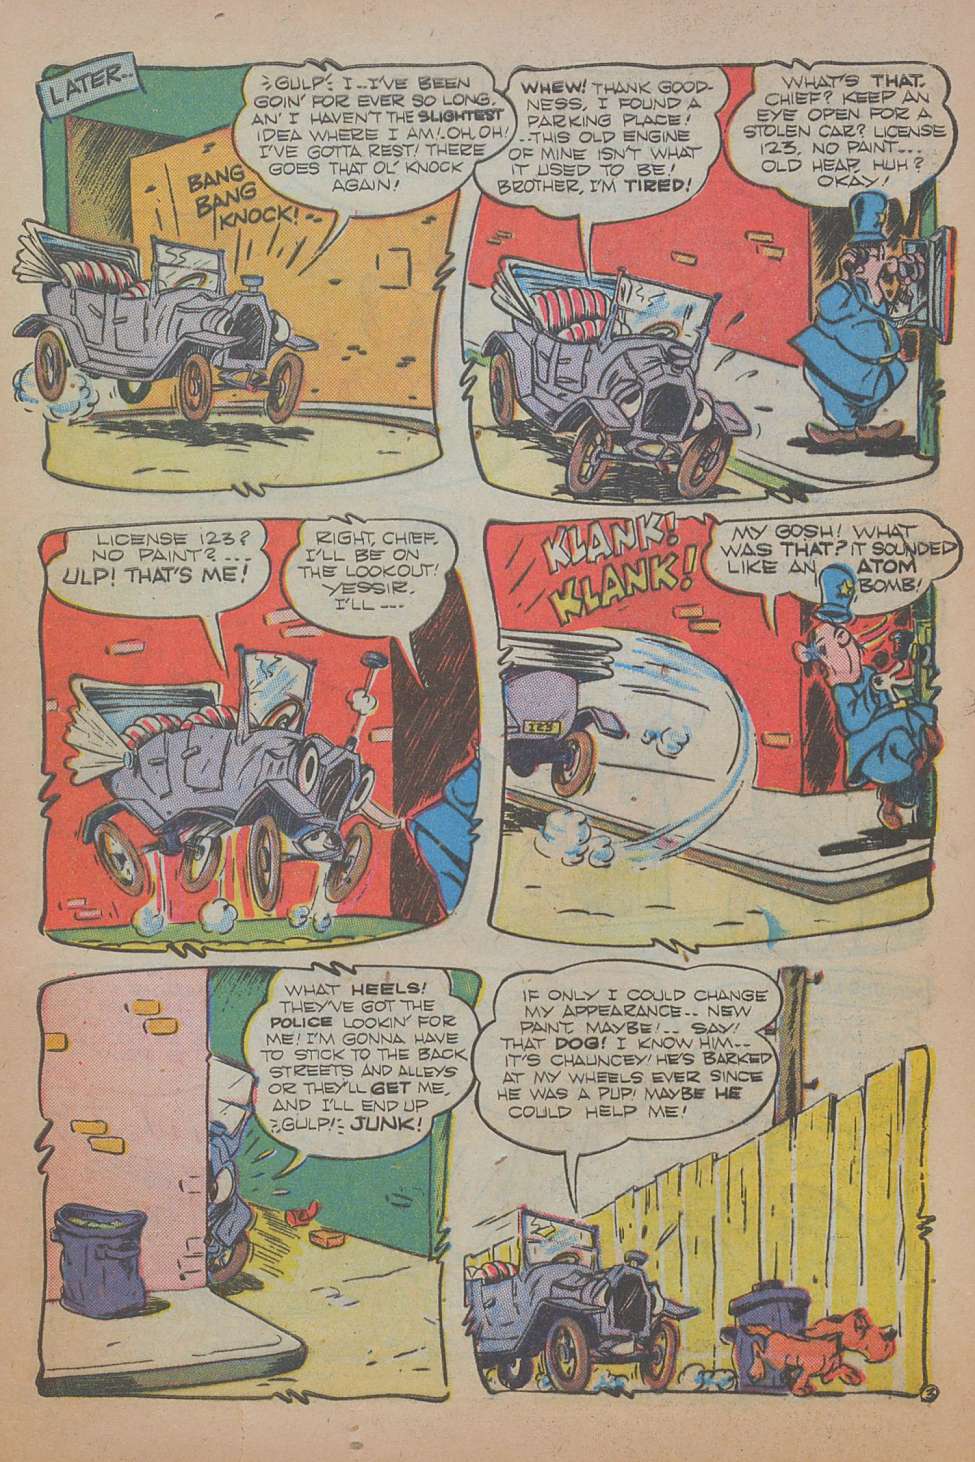 LATER--
GULP! I--I'VE BEEN
GOIN' FOR EVER SO LONG,
AN' I HAVEN'T THE SLIGHTEST
IDEA WHERE I AM! OH, OH!
I'VE GOTTA REST! THERE
GOES THAT OL' KNOCK
AGAIN!
BANG
BANG
KNOCK!
WHEW! THANK GOOD-
NESS, I FOUND A
PARKING PLACE!
--THIS OLD ENGINE
OF MINE ISN'T WHAT
IT USED TO BE!
BROTHER, I'M TIRED!
WHAT'S THAT,
CHIEF? KEEP AN
EYE OPEN FOR A
STOLEN CAR? LICENSE
123, NO PAINT---
OLD HEAP, HUH?
OKAY!
LICENSE 123?
NO PAINT?---
ULP! THAT'S ME!
RIGHT, CHIEF,
I'LL BE ON
THE LOOKOUT!
YESSIR,
I'LL ---
KLANK!
KLANK!
MY GOSH! WHAT
WAS THAT? IT SOUNDED
LIKE AN ATOM
BOMB!
123
WHAT HEELS!
THEY'VE GOT THE
POLICE LOOKIN' FOR
ME! I'M GONNA HAVE
TO STICK TO THE BACK
STREETS AND ALLEYS
OR THEY'LL GET ME,
AND I'LL END UP
GULP! JUNK!
IF ONLY I COULD CHANGE
MY APPEARANCE-- NEW
PAINT, MAYBE!-- SAY!
THAT DOG! I KNOW HIM--
IT'S CHAUNCEY! HE'S BARKED
AT MY WHEELS EVER SINCE
HE WAS A PUP! MAYBE HE
COULD HELP ME!
3